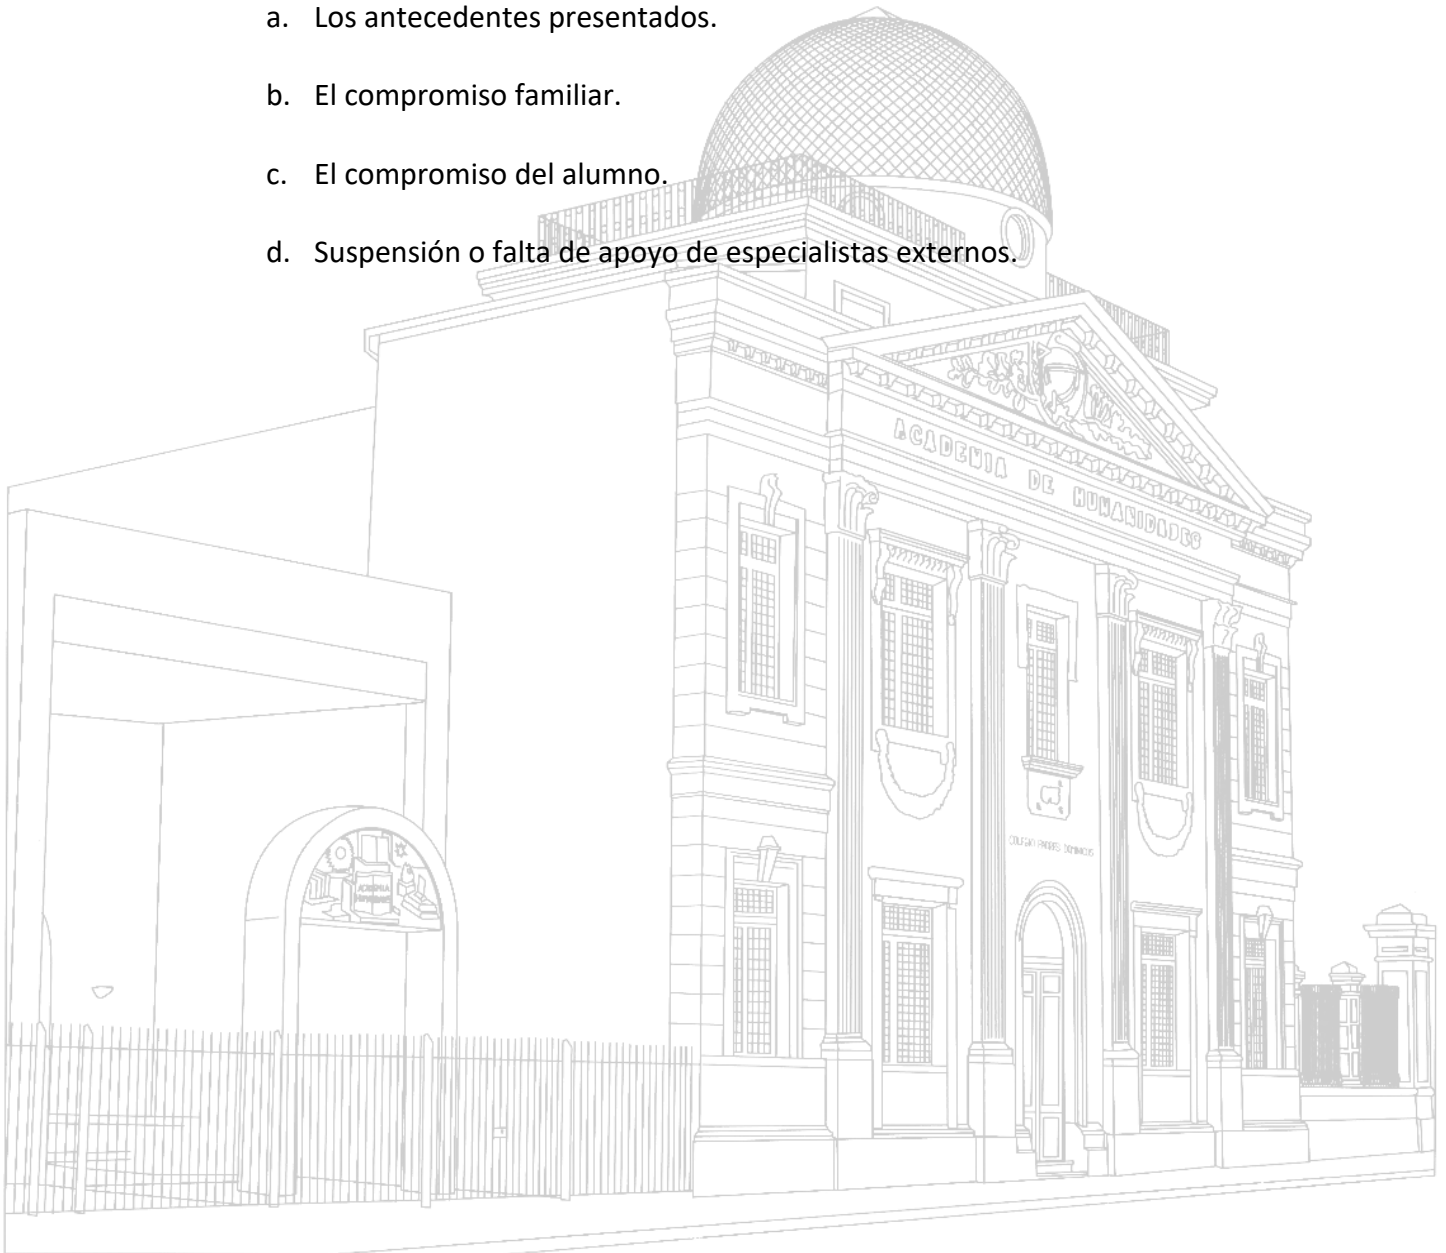 a. Los antecedentes presentados.
b. El compromiso familiar.
c. El compromiso del alumno.
d. Suspensión o falta de apoyo de especialistas externos.
ACADEMIA DE HUMANIDADES
COLEGIO PADRES DOMINICOS
ACADEMIA